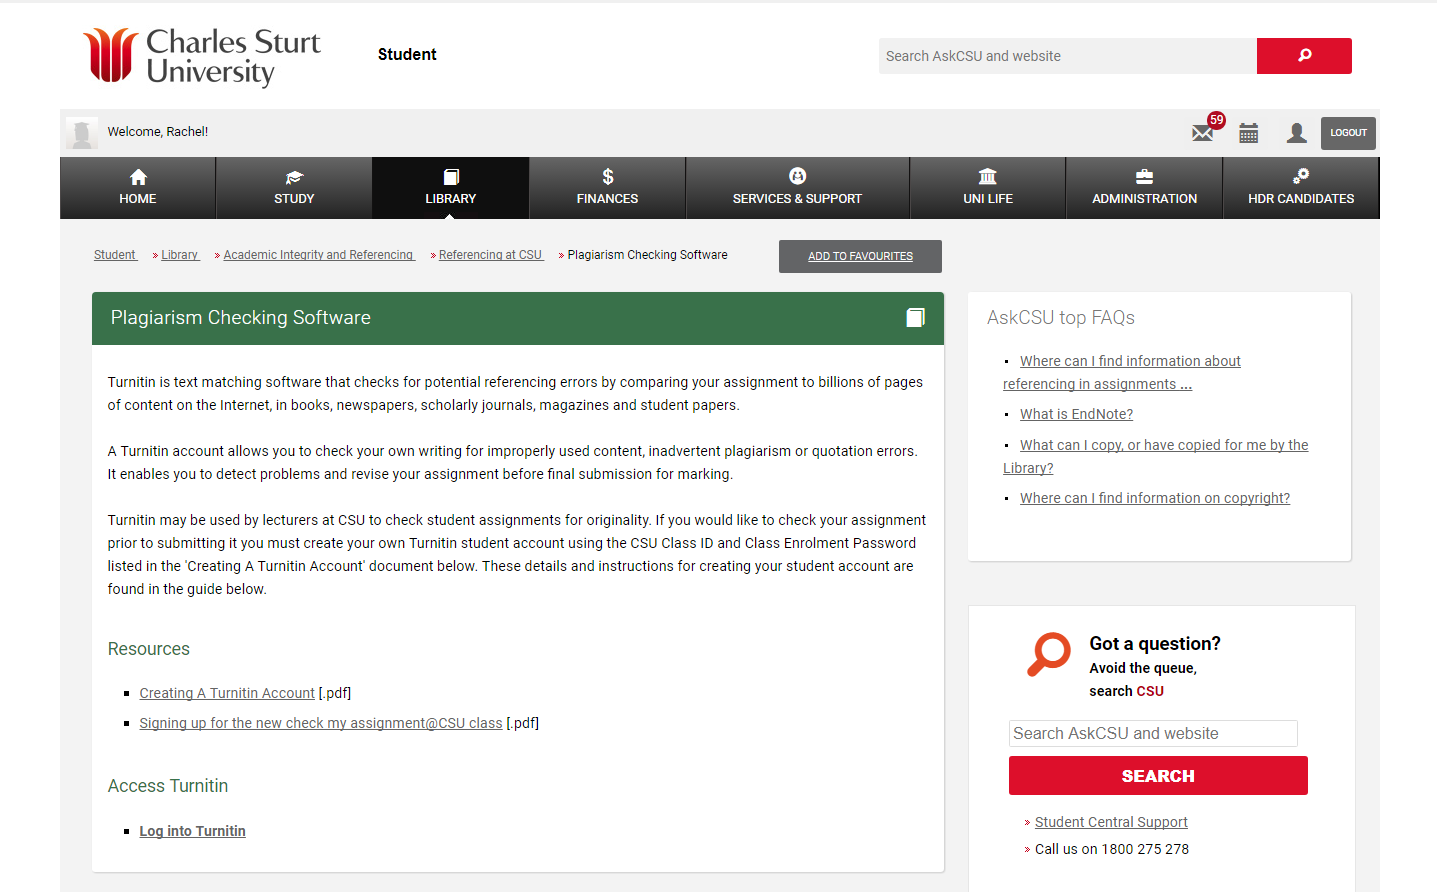 Charles Sturt
University
Student
Search AskCSU and website
Welcome, Rachel!
59
LOGOUT
HOME
STUDY
LIBRARY
FINANCES
SERVICES & SUPPORT
UNI LIFE
ADMINISTRATION
HDR CANDIDATES
Student » Library » Academic Integrity and Referencing » Referencing at CSU » Plagiarism Checking Software
ADD TO FAVOURITES
Plagiarism Checking Software
Turnitin is text matching software that checks for potential referencing errors by comparing your assignment to billions of pages
of content on the Internet, in books, newspapers, scholarly journals, magazines and student papers.
A Turnitin account allows you to check your own writing for improperly used content, inadvertent plagiarism or quotation errors.
It enables you to detect problems and revise your assignment before final submission for marking.
Turnitin may be used by lecturers at CSU to check student assignments for originality. If you would like to check your assignment
prior to submitting it you must create your own Turnitin student account using the CSU Class ID and Class Enrolment Password
listed in the 'Creating A Turnitin Account' document below. These details and instructions for creating your student account are
found in the guide below.
Resources
▪ Creating A Turnitin Account [.pdf]
▪ Signing up for the new check my assignment@CSU class [.pdf]
Access Turnitin
▪ Log into Turnitin
AskCSU top FAQs
▪ Where can I find information about
referencing in assignments ...
▪ What is EndNote?
▪ What can I copy, or have copied for me by the
Library?
▪ Where can I find information on copyright?
Got a question?
Avoid the queue,
search CSU
Search AskCSU and website
SEARCH
» Student Central Support
» Call us on 1800 275 278